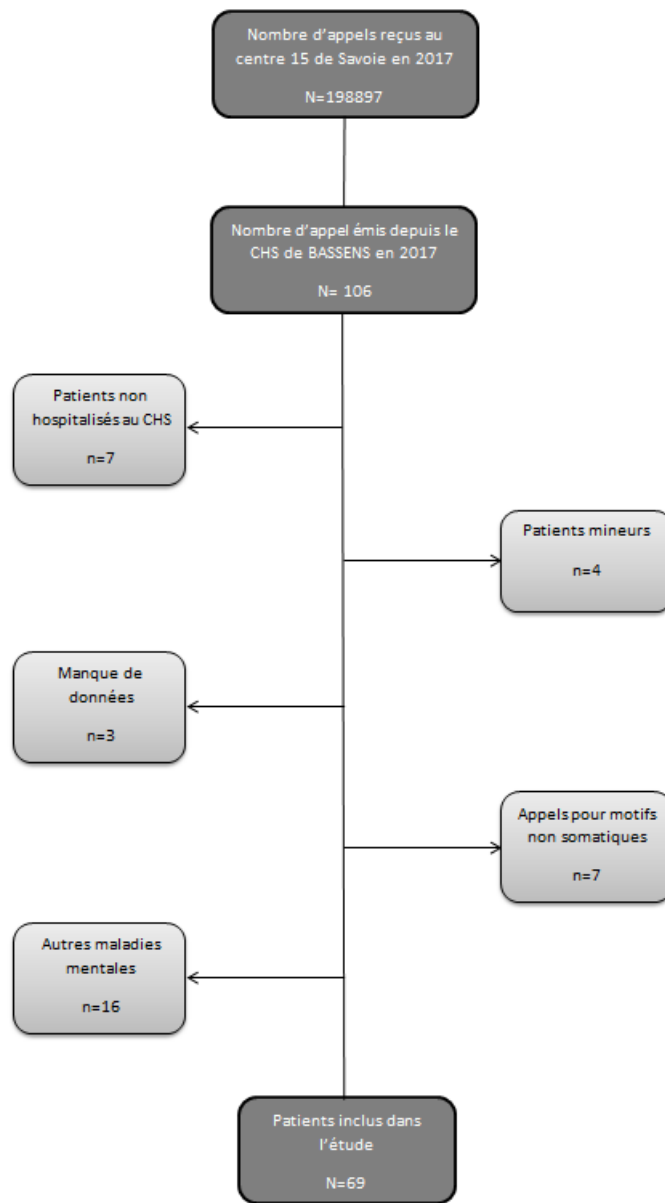 Nombre d'appels reçus au
centre 15 de Savoie en 2017
N=198897
Nombre d'appel émis depuis le
CHS de BASSENS en 2017
N= 106
Patients non
hospitalisés au CHS
n=7
Patients mineurs
n=4
Manque de
données
n=3
Appels pour motifs
non somatiques
n=7
Autres maladies
mentales
n=16
Patients inclus dans
l'étude
N=69